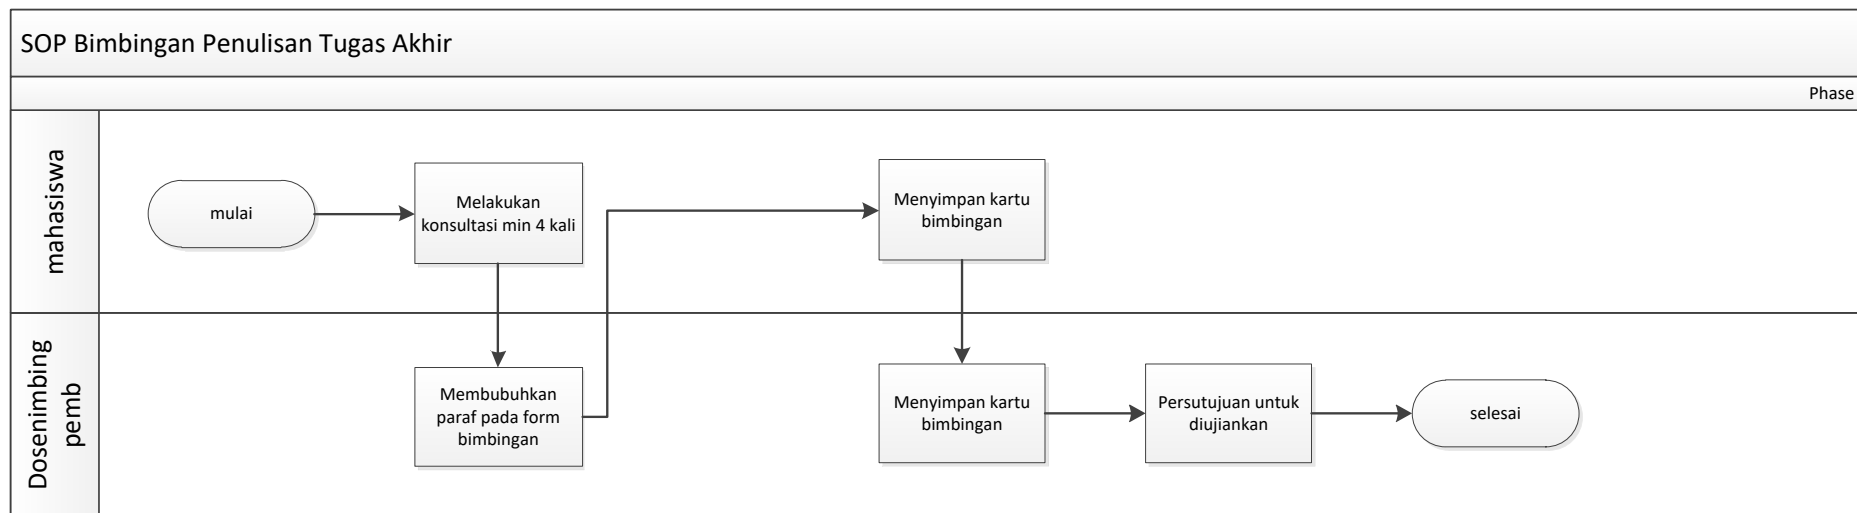 SOP Bimbingan Penulisan Tugas Akhir
Phase
mahasiswa
mulai
Melakukan
konsultasi min 4 kali
Menyimpan kartu
bimbingan
Dosenimbing
pemb
Membubuhkan
paraf pada form
bimbingan
Menyimpan kartu
bimbingan
Persutujuan untuk
diujiankan
selesai